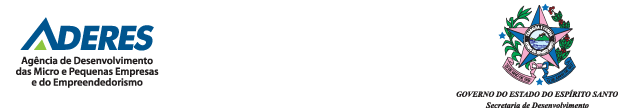 ADERES
Agência de Desenvolvimento
das Micro e Pequenas Empresas
e do Empreendedorismo
GOVERNO DO ESTADO DO ESPÍRITO SANTO
Secretaria de Desenvolvimento